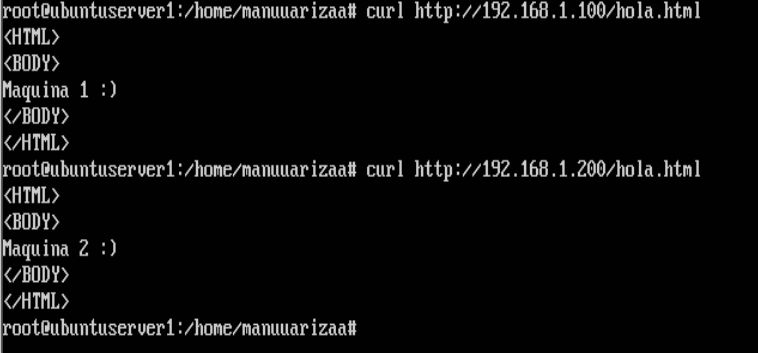 root@ubuntuserver1:/home/manuuarizaa# curl http://192.168.1.100/hola.html
<HTML>
<BODY>
Maquina 1 :)
</BODY>
</HTML>
root@ubuntuserver1:/home/manuuarizaa# curl http://192.168.1.200/hola.html
<HTML>
<BODY>
Maquina 2 :)
</BODY>
</HTML>
root@ubuntuserver1:/home/manuuarizaa#